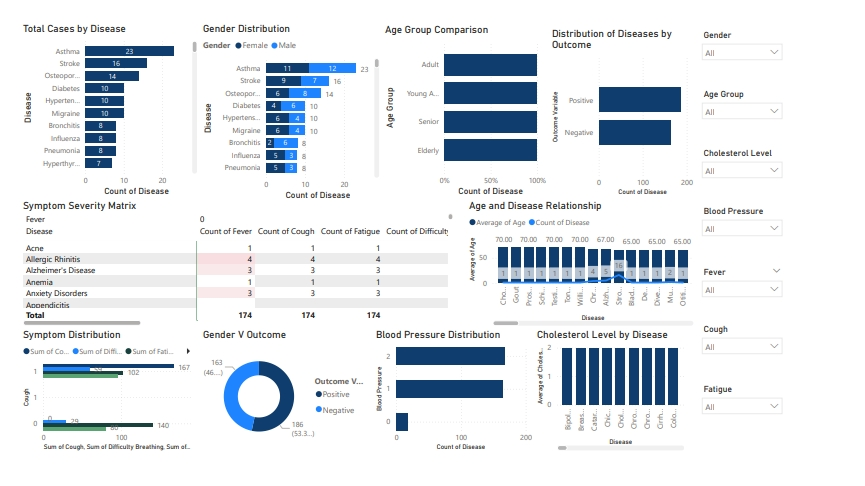 Total Cases by Disease
Disease
Asthma 23
Stroke 16
Osteopor... 14
Diabetes 10
Hyperten... 10
Migraine 10
Bronchitis 8
Influenza 8
Pneumonia 8
Hyperthyr... 7
0 10 20
Count of Disease
Gender Distribution
Gender Female Male
Disease
Asthma 11 12 23
Stroke 9 7 16
Osteopor... 6 8 14
Diabetes 4 6 10
Hypertens... 6 4 10
Migraine 6 4 10
Bronchitis 2 6 8
Influenza 5 3 8
Pneumonia 5 3 8
0 10 20
Count of Disease
Age Group Comparison
Age Group
Adult
Young A...
Senior
Elderly
0% 50% 100%
Count of Disease
Distribution of Diseases by
Outcome
Outcome Variable
Positive
Negative
0 100 200
Count of Disease
Gender
All
Age Group
All
Cholesterol Level
All
Blood Pressure
All
Fever
All
Cough
All
Fatigue
All
Symptom Severity Matrix
Fever 0
Disease Count of Fever Count of Cough Count of Fatigue Count of Difficulty
Acne 1 1 1
Allergic Rhinitis 4 4 4
Alzheimer's Disease 3 3 3
Anemia 1 1 1
Anxiety Disorders 3 3 3
Appendicitis
Total 174 174 174
Age and Disease Relationship
Average of Age Count of Disease
Average of Age
70.00 70.00 70.00 67.00 65.00 65.00 65.00
50
0
1 1 1 1 1 1 1 4 5 16 1 1 1 2 1
Cho... Gout Pros... Schi... Testi... Ton... Willi... Chr... Alzh... Stro... Blad... De... Dive... Mu... Otiti...
Disease
Symptom Distribution
Sum of Co... Sum of Diffi... Sum of Fati...
Cough
1 167
59
1 102
0 0 29
140
80
0 100
Sum of Cough, Sum of Difficulty Breathing, Sum of...
Gender V Outcome
163
(46....)
186
(53.3...)
Outcome V...
Positive
Negative
Blood Pressure Distribution
Blood Pressure
2
1
0
0 100 200
Count of Disease
Cholesterol Level by Disease
Average of Choles...
2
0
Bipol... Breas... Catar... Chic... Chol... Chro... Chro... Cirrh... Colo...
Disease